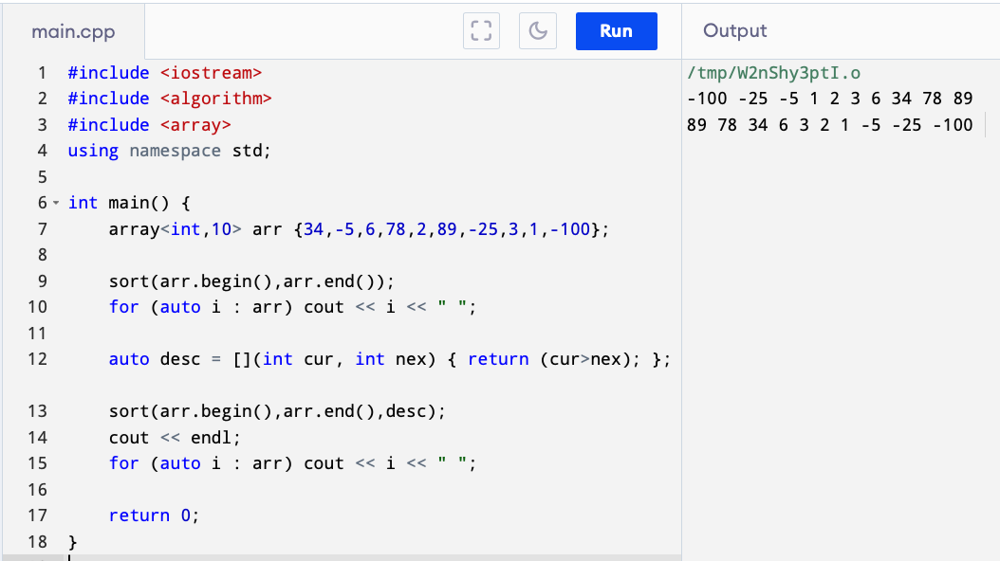 main.cpp
Run
Output
1 #include <iostream>
2 #include <algorithm>
3 #include <array>
4 using namespace std;
5
6 int main() {
7     array<int,10> arr {34,-5,6,78,2,89,-25,3,1,-100};
8
9     sort(arr.begin(),arr.end());
10     for (auto i : arr) cout << i << " ";
11
12     auto desc = [](int cur, int nex) { return (cur>nex); };
13     sort(arr.begin(),arr.end(),desc);
14     cout << endl;
15     for (auto i : arr) cout << i << " ";
16
17     return 0;
18 }
/tmp/W2nShy3ptI.o
-100 -25 -5 1 2 3 6 34 78 89
89 78 34 6 3 2 1 -5 -25 -100